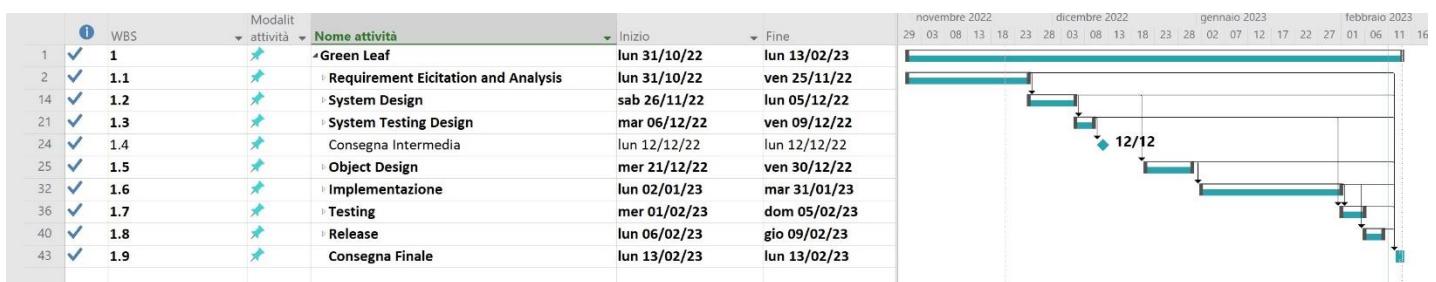 novembre 2022 dicembre 2022 gennaio 2023 febbraio 2023
Modalit
WBS attività Nome attività Inizio Fine 29 03 08 13 18 23 28 03 08 13 18 23 28 02 07 12 17 22 27 01 06 11 16
1 1 Green Leaf lun 31/10/22 lun 13/02/23
2 1.1 Requirement Eicitation and Analysis lun 31/10/22 ven 25/11/22
14 1.2 System Design sab 26/11/22 lun 05/12/22
21 1.3 System Testing Design mar 06/12/22 ven 09/12/22
24 1.4 Consegna Intermedia lun 12/12/22 lun 12/12/22 12/12
25 1.5 Object Design mer 21/12/22 ven 30/12/22
32 1.6 Implementazione lun 02/01/23 mar 31/01/23
36 1.7 Testing mer 01/02/23 dom 05/02/23
40 1.8 Release lun 06/02/23 gio 09/02/23
43 1.9 Consegna Finale lun 13/02/23 lun 13/02/23